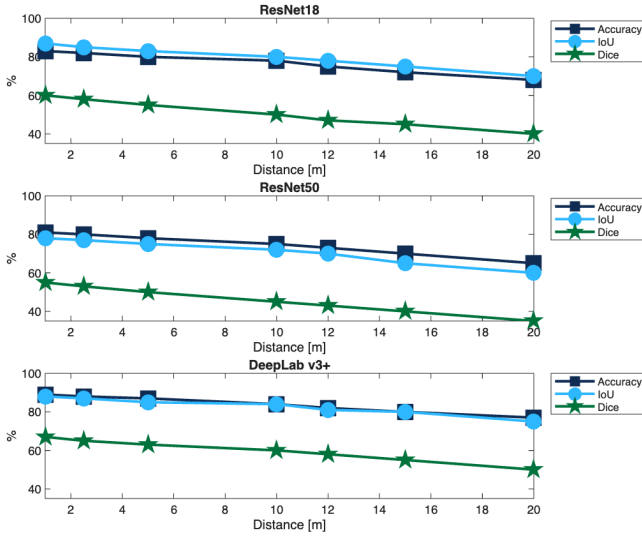 ResNet18
100
80
60
40
%
2 4 6 8 10 12 14 16 18 20
Distance [m]
Accuracy
IoU
Dice
ResNet50
100
80
60
40
%
2 4 6 8 10 12 14 16 18 20
Distance [m]
Accuracy
IoU
Dice
DeepLab v3+
100
80
60
40
%
2 4 6 8 10 12 14 16 18 20
Distance [m]
Accuracy
IoU
Dice